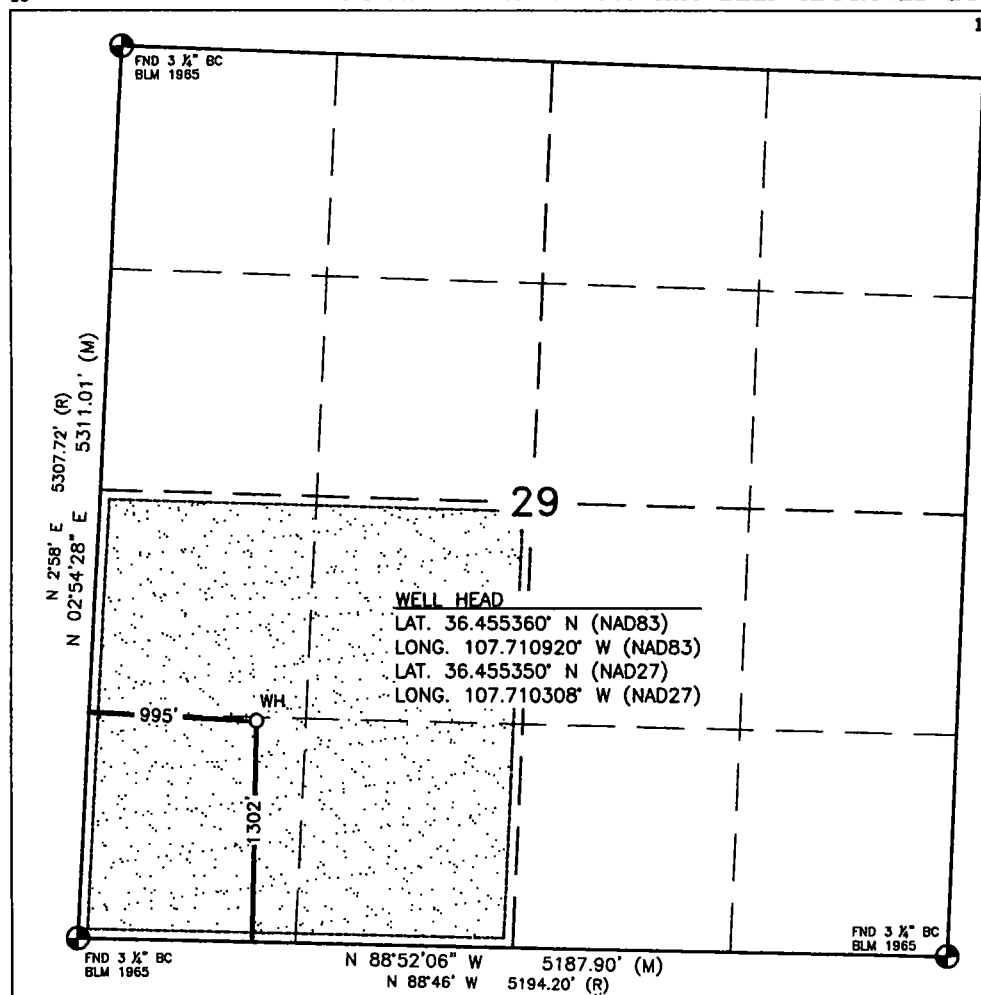 FND 3 ¼" BC
BLM 1965
N 2°58' E 5307.72' (R)
N 02°54'28" E 5311.01' (M)
29
WELL HEAD
LAT. 36.455360° N (NAD83)
LONG. 107.710920° W (NAD83)
LAT. 36.455350° N (NAD27)
LONG. 107.710308° W (NAD27)
WH
995'
1302'
FND 3 ¼" BC
BLM 1965
FND 3 ¼" BC
BLM 1965
N 88°52'06" W 5187.90' (M)
N 88°46' W 5194.20' (R)